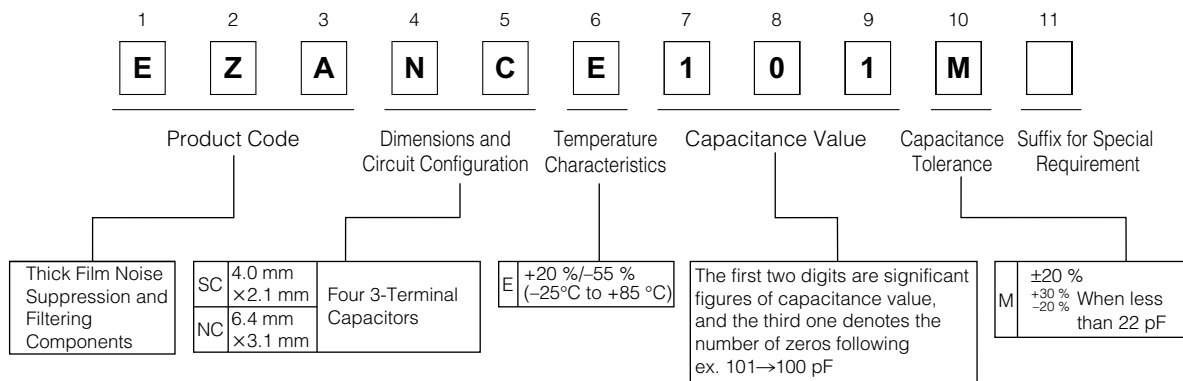 1 2 3 4 5 6 7 8 9 10 11
E Z A N C E 1 0 1 M
Product Code
Dimensions and
Circuit Configuration
Temperature
Characteristics
Capacitance Value
Capacitance
Tolerance
Suffix for Special
Requirement
Thick Film Noise
Suppression and
Filtering
Components
SC 4.0 mm
×2.1 mm
NC 6.4 mm
×3.1 mm
Four 3-Terminal
Capacitors
E +20 %/–55 %
(–25°C to +85 °C)
The first two digits are significant
figures of capacitance value,
and the third one denotes the
number of zeros following
ex. 101→100 pF
M ±20 %
+30 %
–20 %
When less
than 22 pF